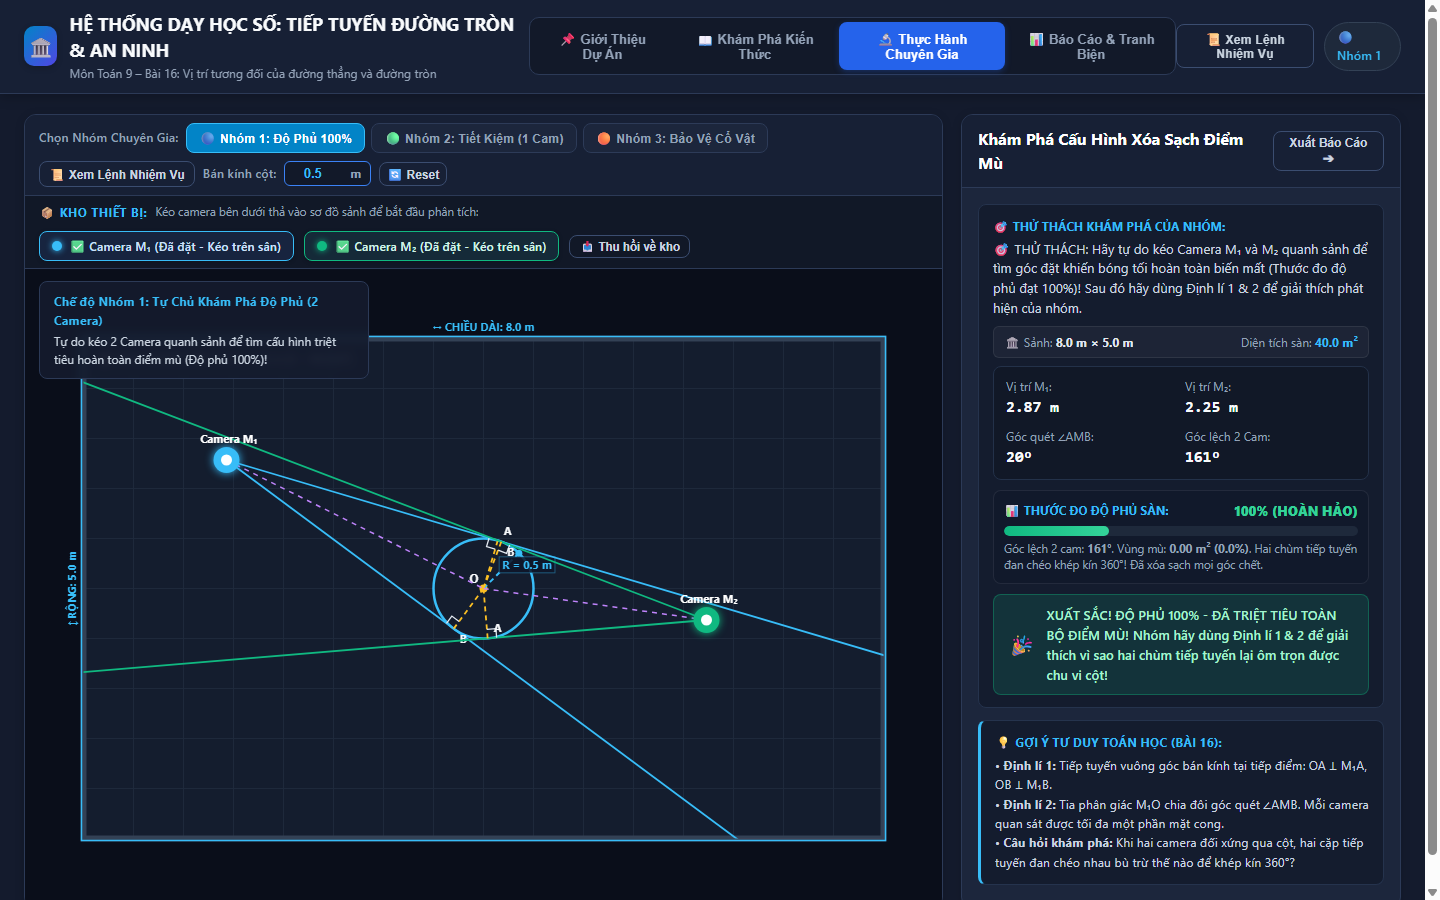 HỆ THỐNG DẠY HỌC SỐ: TIẾP TUYẾN ĐƯỜNG TRÒN
& AN NINH
Môn Toán 9 – Bài 16: Vị trí tương đối của đường thẳng và đường tròn
Giới Thiệu
Dự Án
Khám Phá Kiến
Thức
Thực Hành
Chuyên Gia
Báo Cáo & Tranh
Biện
Xem Lệnh
Nhiệm Vụ
Nhóm 1
Chọn Nhóm Chuyên Gia:
Nhóm 1: Độ Phủ 100%
Nhóm 2: Tiết Kiệm (1 Cam)
Nhóm 3: Bảo Vệ Cổ Vật
Xem Lệnh Nhiệm Vụ
Bán kính cột:
0.5 m
Reset
KHO THIẾT BỊ: Kéo camera bên dưới thả vào sơ đồ sảnh để bắt đầu phân tích:
Camera M₁ (Đã đặt - Kéo trên sân)
Camera M₂ (Đã đặt - Kéo trên sân)
Thu hồi về kho
Chế độ Nhóm 1: Tự Chủ Khám Phá Độ Phủ (2
Camera)
Tự do kéo 2 Camera quanh sảnh để tìm cấu hình triệt
tiêu hoàn toàn điểm mù (Độ phủ 100%)!
↔ CHIỀU DÀI: 8.0 m
↕ RỘNG: 5.0 m
Camera M₁
A
B
R = 0.5 m
O
Camera M₂
A
B
Khám Phá Cấu Hình Xóa Sạch Điểm
Mù
Xuất Báo Cáo
➔
THỬ THÁCH KHÁM PHÁ CỦA NHÓM:
THỬ THÁCH: Hãy tự do kéo Camera M₁ và M₂ quanh sảnh để
tìm góc đặt khiến bóng tối hoàn toàn biến mất (Thước đo độ
phủ đạt 100%)! Sau đó hãy dùng Định lí 1 & 2 để giải thích phát
hiện của nhóm.
Sảnh: 8.0 m × 5.0 m
Diện tích sàn: 40.0 m²
Vị trí M₁:
2.87 m
Vị trí M₂:
2.25 m
Góc quét ∠AMB:
20°
Góc lệch 2 Cam:
161°
THƯỚC ĐO ĐỘ PHỦ SÀN:
100% (HOÀN HẢO)
Góc lệch 2 cam: 161°. Vùng mù: 0.00 m² (0.0%). Hai chùm tiếp tuyến
đan chéo khép kín 360°! Đã xóa sạch mọi góc chết.
XUẤT SẮC! ĐỘ PHỦ 100% - ĐÃ TRIỆT TIÊU TOÀN
BỘ ĐIỂM MÙ! Nhóm hãy dùng Định lí 1 & 2 để giải
thích vì sao hai chùm tiếp tuyến lại ôm trọn được
chu vi cột!
GỢI Ý TƯ DUY TOÁN HỌC (BÀI 16):
• Định lí 1: Tiếp tuyến vuông góc bán kính tại tiếp điểm: OA ⊥ M₁A,
OB ⊥ M₁B.
• Định lí 2: Tia phân giác M₁O chia đôi góc quét ∠AMB. Mỗi camera
quan sát được tối đa một phần mặt cong.
• Câu hỏi khám phá: Khi hai camera đối xứng qua cột, hai cặp tiếp
tuyến đan chéo nhau bù trừ thế nào để khép kín 360°?